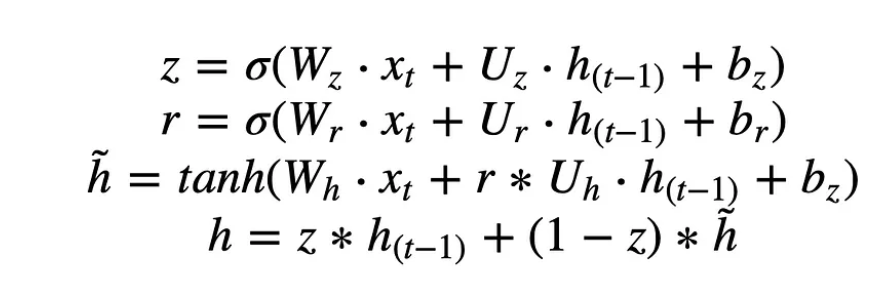 z = σ(W_z · x_t + U_z · h_(t−1) + b_z)
r = σ(W_r · x_t + U_r · h_(t−1) + b_r)
h̃ = tanh(W_h · x_t + r * U_h · h_(t−1) + b_z)
h = z * h_(t−1) + (1 − z) * h̃